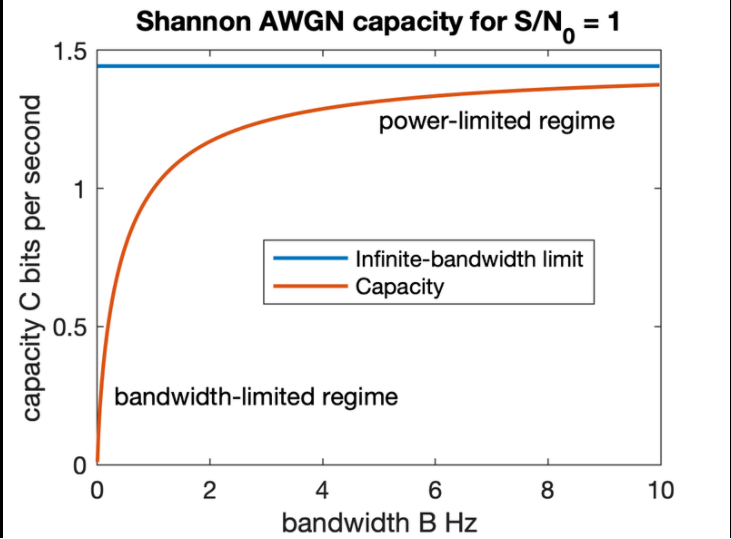 Shannon AWGN capacity for S/N0 = 1
1.5
1
0.5
0
capacity C bits per second
power-limited regime
Infinite-bandwidth limit
Capacity
bandwidth-limited regime
0 2 4 6 8 10
bandwidth B Hz